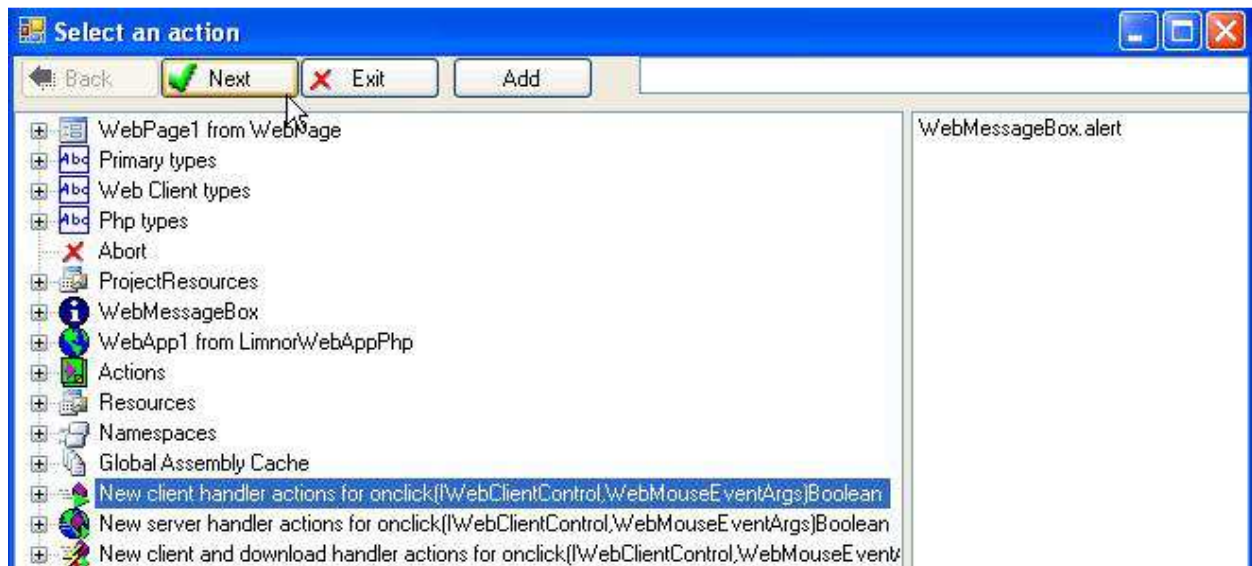 Select an action
Back Next Exit Add
WebPage1 from WebPage
WebMessageBox.alert
Abc Primary types
Abc Web Client types
Abc Php types
Abort
ProjectResources
WebMessageBox
WebApp1 from LimnorWebAppPhp
Actions
Resources
Namespaces
Global Assembly Cache
New client handler actions for onclick(IWebClientControl,WebMouseEventArgs)Boolean
New server handler actions for onclick(IWebClientControl,WebMouseEventArgs)Boolean
New client and download handler actions for onclick(IWebClientControl,WebMouseEvent